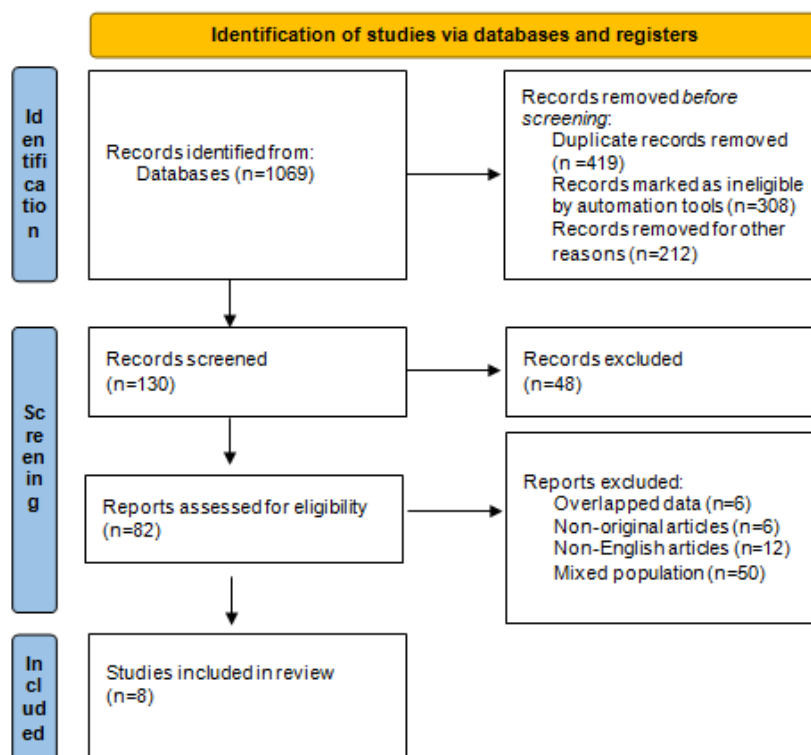 Identification of studies via databases and registers
Id
en
tifi
ca
tio
n
Records identified from:
Databases (n=1069)
Records removed before
screening:
Duplicate records removed
(n =419)
Records marked as ineligible
by automation tools (n=308)
Records removed for other
reasons (n=212)
Sc
re
en
in
g
Records screened
(n=130)
Records excluded
(n=48)
Reports assessed for eligibility
(n=82)
Reports excluded:
Overlapped data (n=6)
Non-original articles (n=6)
Non-English articles (n=12)
Mixed population (n=50)
In
cl
ud
ed
Studies included in review
(n=8)